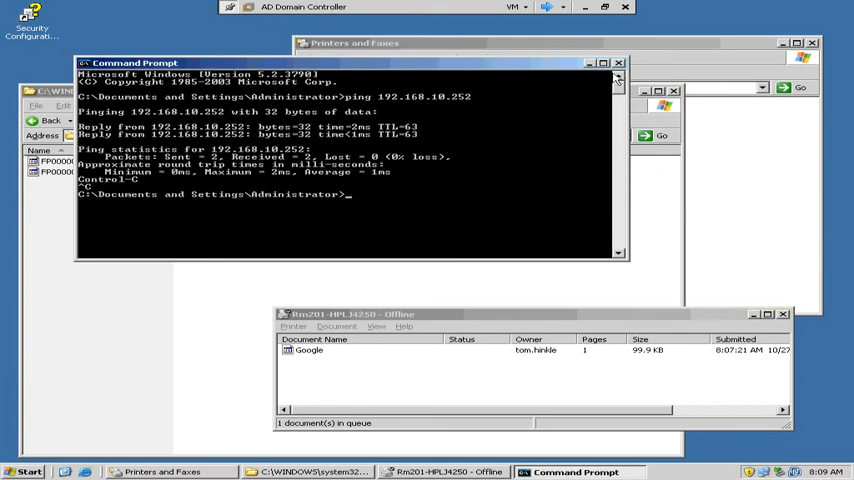 AD Domain Controller
VM
Security
Configurati...
Printers and Faxes
Command Prompt
Microsoft Windows [Version 5.2.3790]
(C) Copyright 1985-2003 Microsoft Corp.
C:\Documents and Settings\Administrator>ping 192.168.10.252
Pinging 192.168.10.252 with 32 bytes of data:
Reply from 192.168.10.252: bytes=32 time=2ms TTL=63
Reply from 192.168.10.252: bytes=32 time<1ms TTL=63
Ping statistics for 192.168.10.252:
Packets: Sent = 2, Received = 2, Lost = 0 (0% loss),
Approximate round trip times in milli-seconds:
Minimum = 0ms, Maximum = 2ms, Average = 1ms
Control-C
^C
C:\Documents and Settings\Administrator>_
C:\WIN
File
E
Back
Address
Name
FP0000
FP0000
Go
Go
Rm201-HPLJ4250 - Offline
Printer Document View Help
Document Name Status Owner Pages Size Submitted
Google tom.hinkle 1 99.9 KB 8:07:21 AM 10/27
1 document(s) in queue
Start Printers and Faxes C:\WINDOWS\system32... Rm201-HPLJ4250 - Offline Command Prompt 8:09 AM